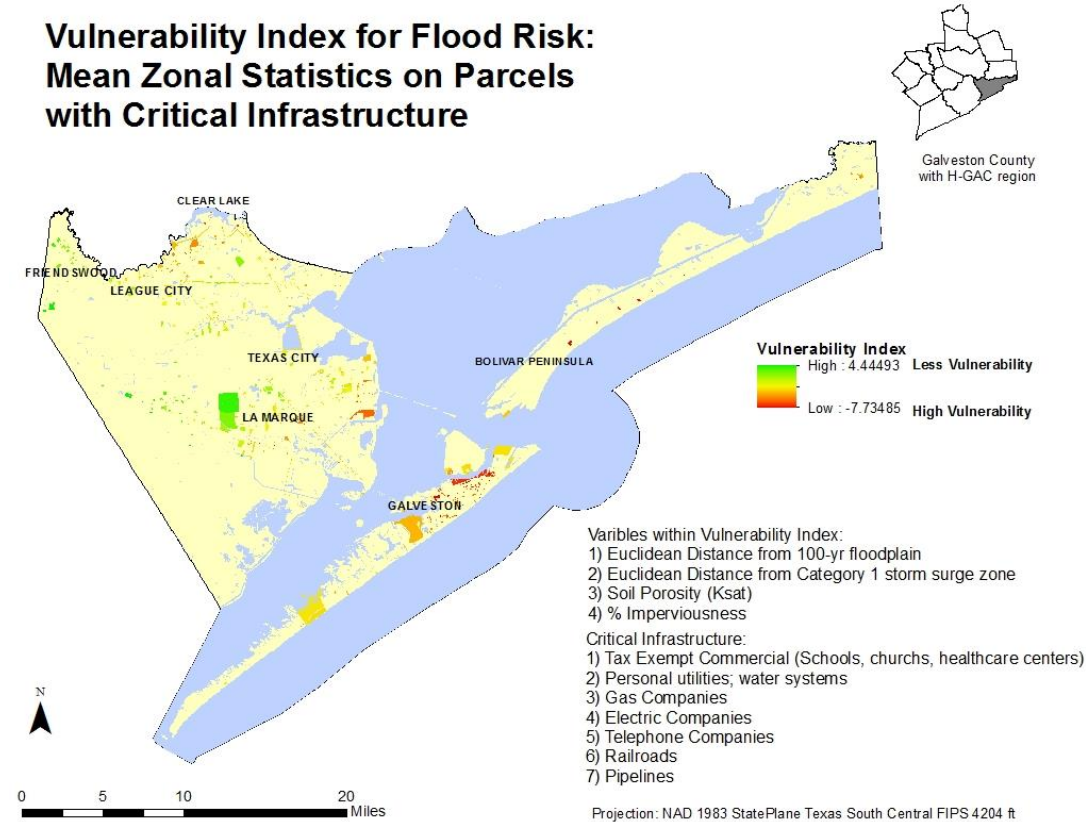 Vulnerability Index for Flood Risk:
Mean Zonal Statistics on Parcels
with Critical Infrastructure
Galveston County
with H-GAC region
CLEAR LAKE
FRIENDSWOOD
LEAGUE CITY
TEXAS CITY
BOLIVAR PENINSULA
LA MARQUE
GALVESTON
Vulnerability Index
High : 4.44493 Less Vulnerability
Low : -7.73485 High Vulnerability
Varibles within Vulnerability Index:
1) Euclidean Distance from 100-yr floodplain
2) Euclidean Distance from Category 1 storm surge zone
3) Soil Porosity (Ksat)
4) % Imperviousness
Critical Infrastructure:
1) Tax Exempt Commercial (Schools, churchs, healthcare centers)
2) Personal utilities; water systems
3) Gas Companies
4) Electric Companies
5) Telephone Companies
6) Railroads
7) Pipelines
N
0 5 10 20
Miles
Projection: NAD 1983 StatePlane Texas South Central FIPS 4204 ft